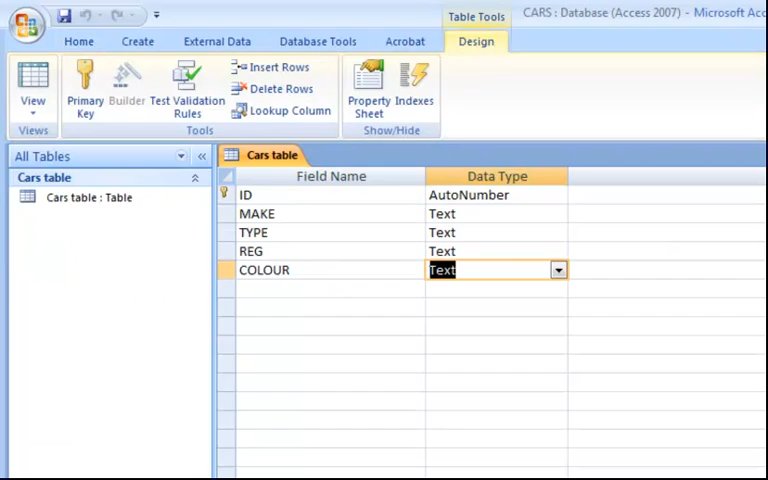 Table Tools
CARS : Database (Access 2007) - Microsoft Acc
Home
Create
External Data
Database Tools
Acrobat
Design
View
Views
Primary
Key
Builder
Test Validation
Rules
Insert Rows
Delete Rows
Lookup Column
Tools
Property
Sheet
Indexes
Show/Hide
All Tables
Cars table
Cars table : Table
Cars table
Field Name Data Type
ID AutoNumber
MAKE Text
TYPE Text
REG Text
COLOUR Text